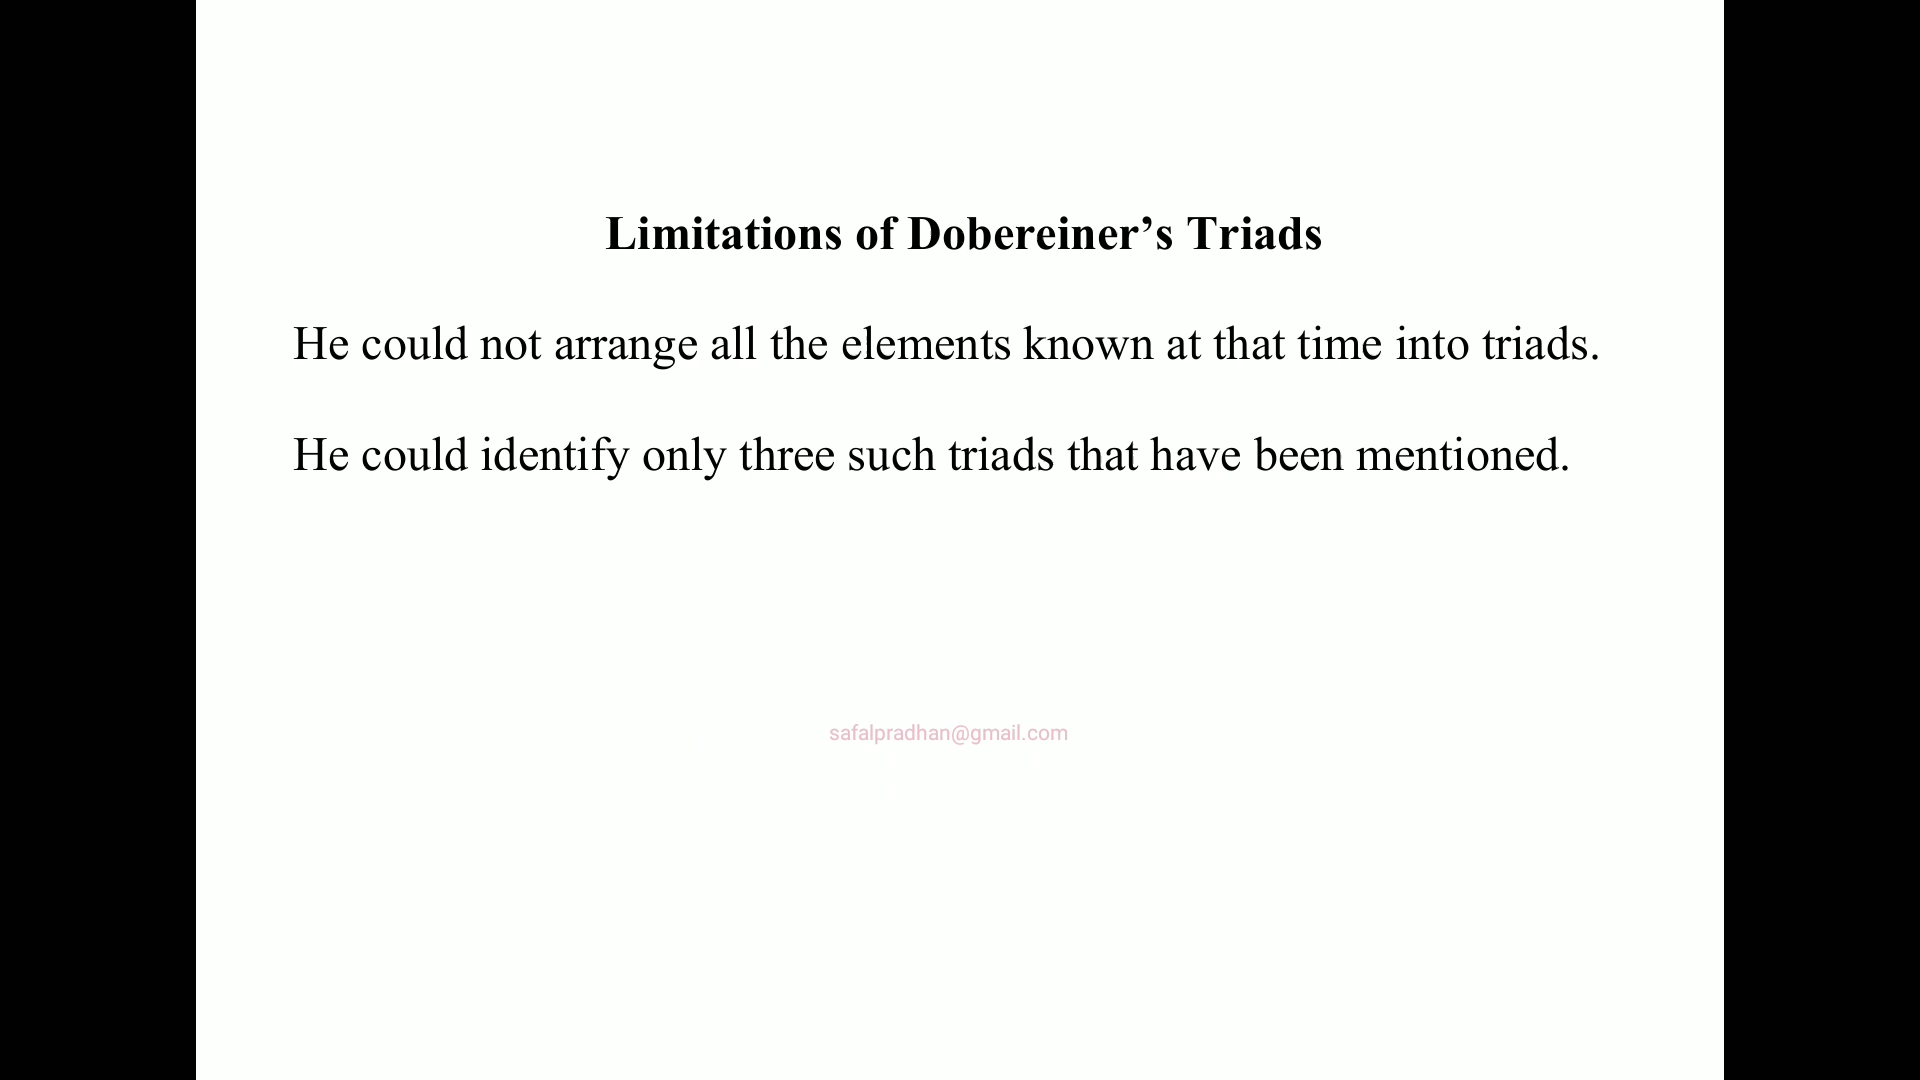 Limitations of Dobereiner’s Triads
He could not arrange all the elements known at that time into triads.
He could identify only three such triads that have been mentioned.
safalpradhan@gmail.com